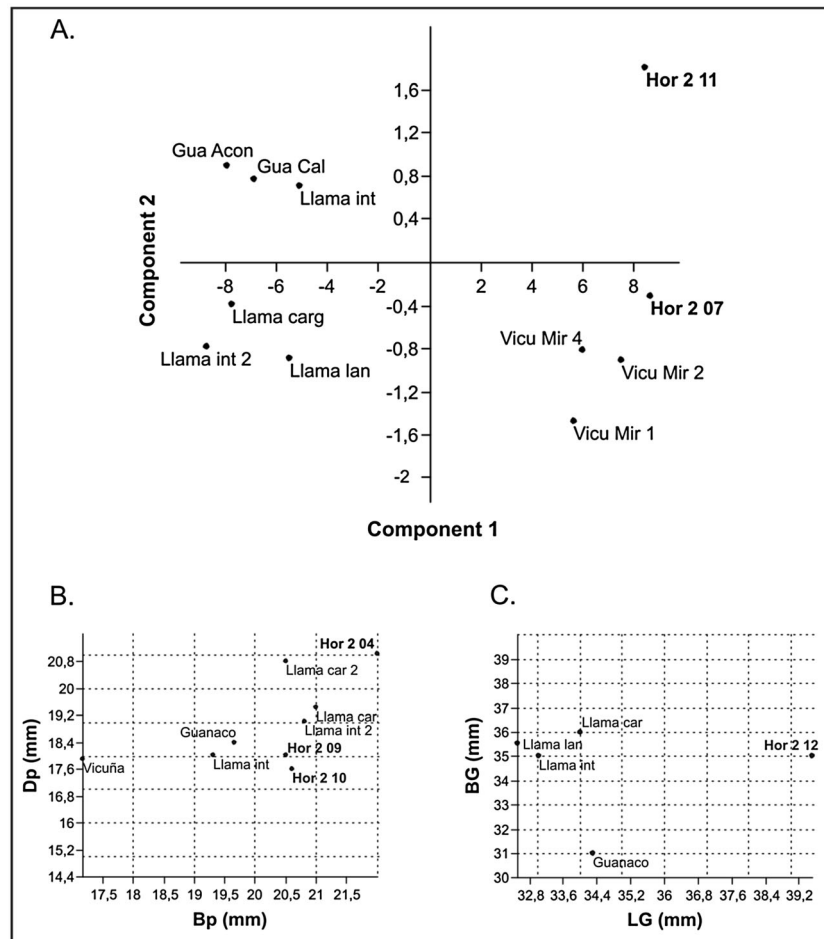 A.
Component 2
1,6
1,2
0,8
0,4
-0,4
-0,8
-1,2
-1,6
-2
-8 -6 -4 -2 2 4 6 8
Hor 2 11
Gua Acon
Gua Cal
Llama int
Llama carg
Llama int 2
Llama lan
Hor 2 07
Vicu Mir 4
Vicu Mir 2
Vicu Mir 1
Component 1
B.
Dp (mm)
20,8
20
19,2
18,4
17,6
16,8
16
15,2
14,4
Hor 2 04
Llama car 2
Llama car
Llama int 2
Guanaco
Hor 2 09
Llama int
Vicuña
Hor 2 10
17,5 18 19 19,5 20 20,5 21 21,5
Bp (mm)
C.
BG (mm)
39
38
37
36
35
34
33
32
31
30
Llama car
Llama lan
Hor 2 12
Llama int
Guanaco
32,8 33,6 34,4 35,2 36 36,8 37,6 38,4 39,2
LG (mm)